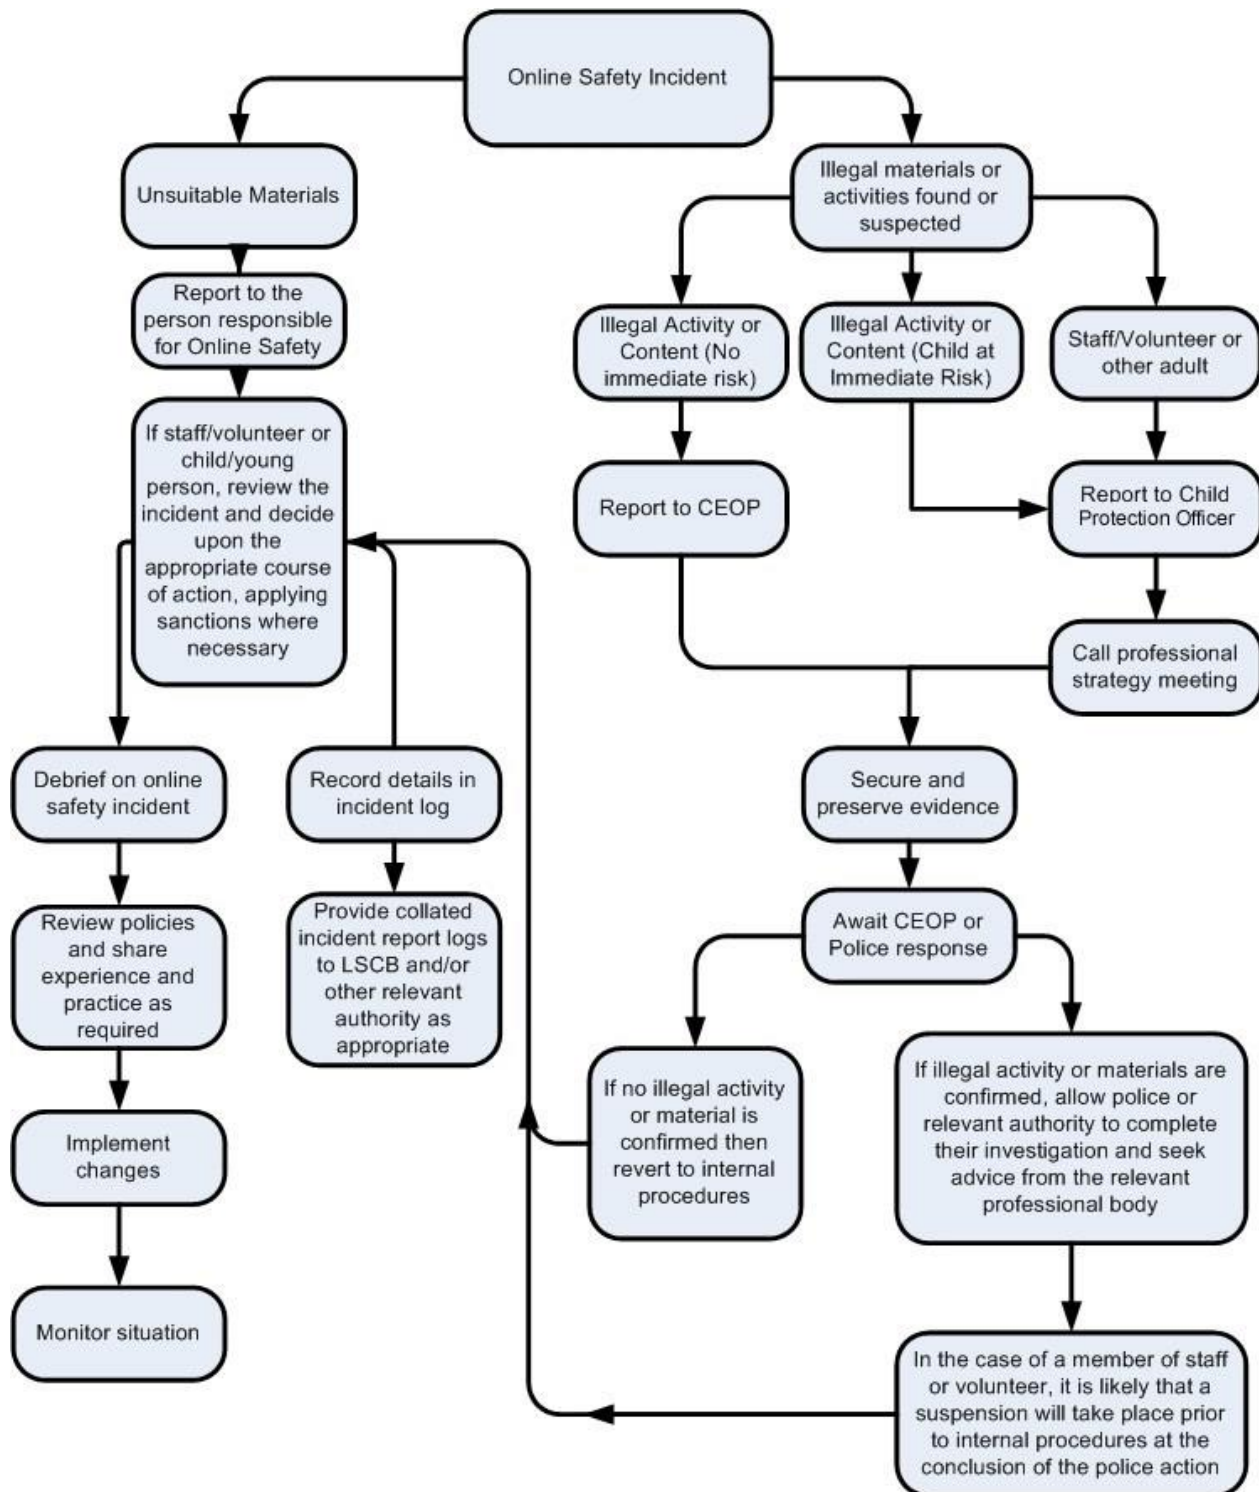 Online Safety Incident
Unsuitable Materials
Illegal materials or
activities found or
suspected
Report to the
person responsible
for Online Safety
Illegal Activity or
Content (No
immediate risk)
Illegal Activity or
Content (Child at
Immediate Risk)
Staff/Volunteer or
other adult
If staff/volunteer or
child/young
person, review the
incident and decide
upon the
appropriate course
of action, applying
sanctions where
necessary
Report to CEOP
Report to Child
Protection Officer
Call professional
strategy meeting
Debrief on online
safety incident
Record details in
incident log
Secure and
preserve evidence
Review policies
and share
experience and
practice as
required
Provide collated
incident report logs
to LSCB and/or
other relevant
authority as
appropriate
Await CEOP or
Police response
If no illegal activity
or material is
confirmed then
revert to internal
procedures
If illegal activity or materials are
confirmed, allow police or
relevant authority to complete
their investigation and seek
advice from the relevant
professional body
Implement
changes
Monitor situation
In the case of a member of staff
or volunteer, it is likely that a
suspension will take place prior
to internal procedures at the
conclusion of the police action